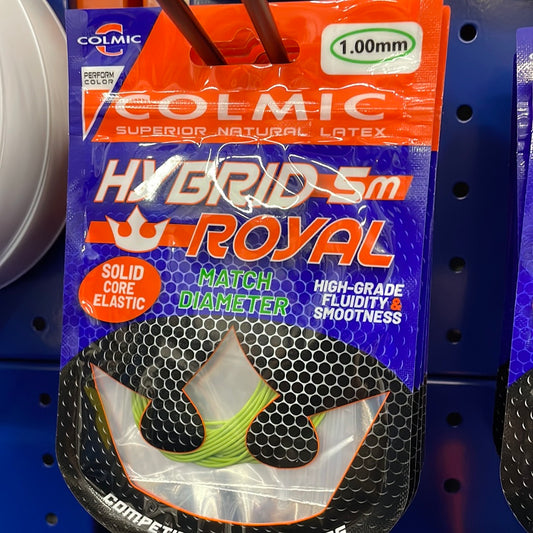 COLMIC
PERFORM
COLOR
1.00mm
COLMIC
SUPERIOR NATURAL LATEX
HYBRID 5m
ROYAL
SOLID
CORE
ELASTIC
MATCH
DIAMETER
HIGH-GRADE
FLUIDITY &
SMOOTNESS